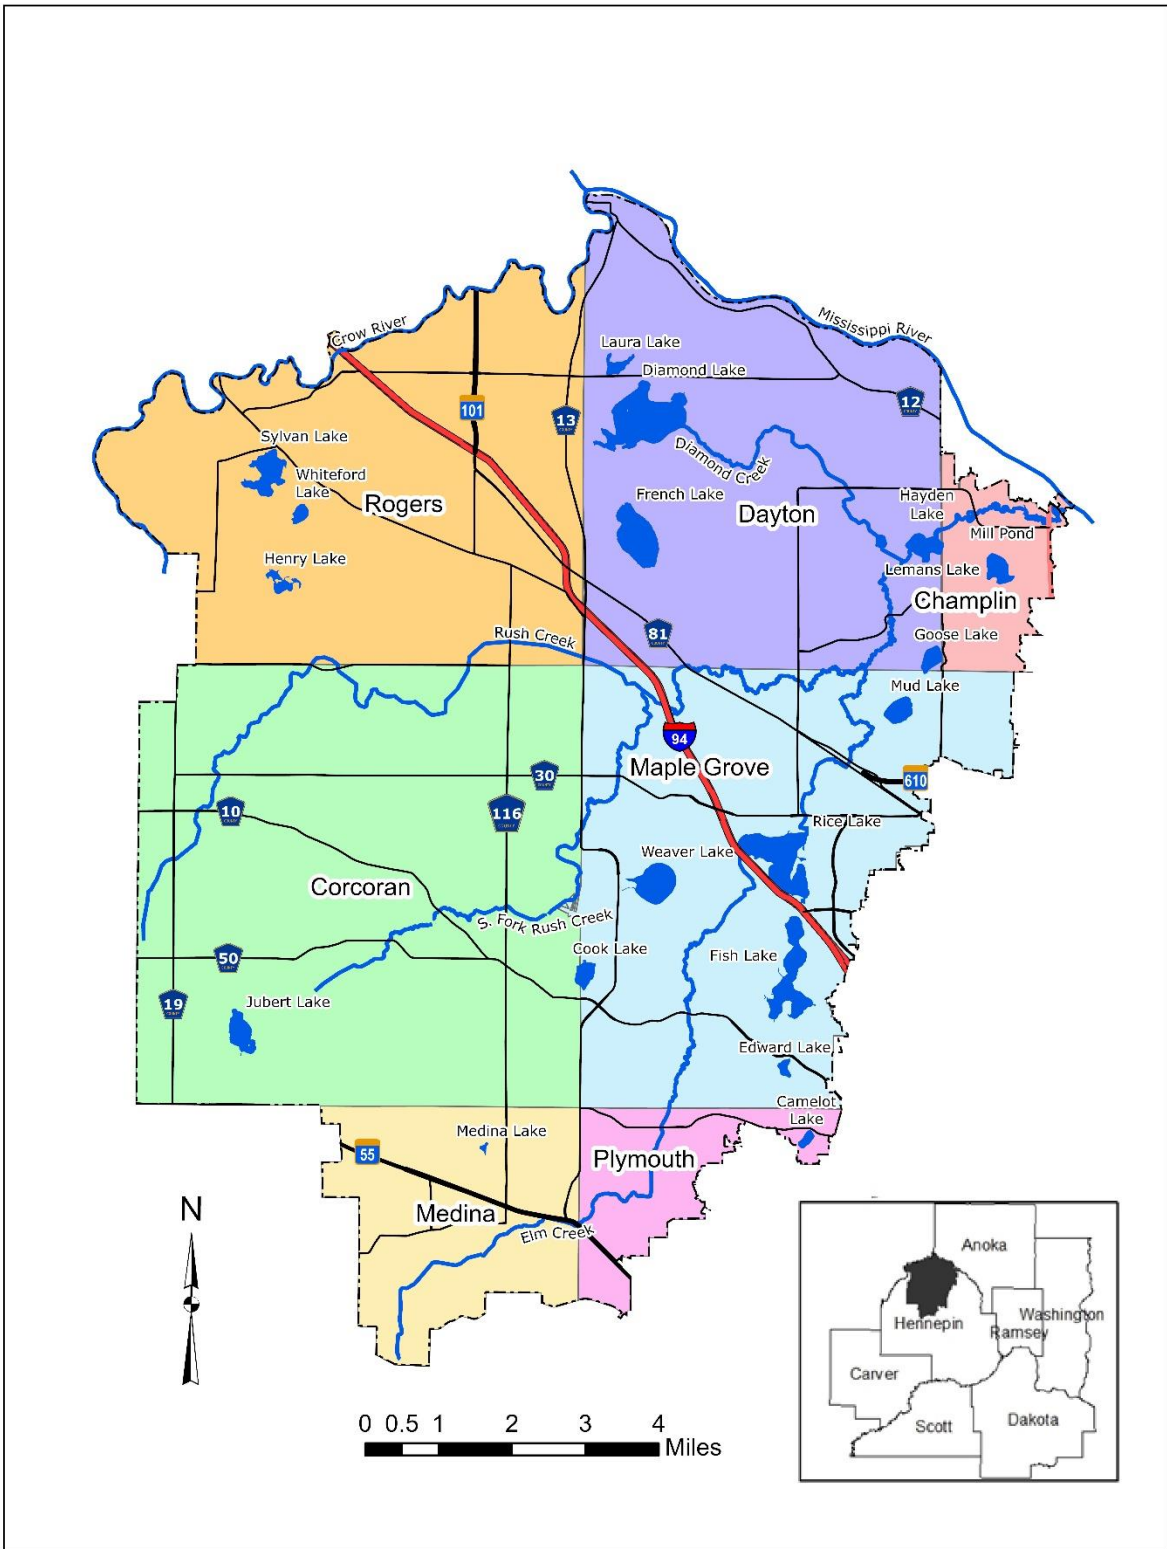 Mississippi River
Crow River
Laura Lake
Diamond Lake
12
101
13
Sylvan Lake
Diamond Creek
Whiteford
Lake
Rogers
French Lake
Dayton
Hayden
Lake
Mill Pond
Henry Lake
Lemans Lake
Champlin
Rush Creek
81
Goose Lake
Mud Lake
94
Maple Grove
30
610
10
116
Rice Lake
Weaver Lake
Corcoran
S. Fork Rush Creek
50
Cook Lake
Fish Lake
19
Jubert Lake
Edward Lake
Camelot
Lake
Medina Lake
55
Plymouth
Medina
Elm Creek
N
0 0.5 1 2 3 4
Miles
Anoka
Hennepin
Washington
Ramsey
Carver
Scott
Dakota